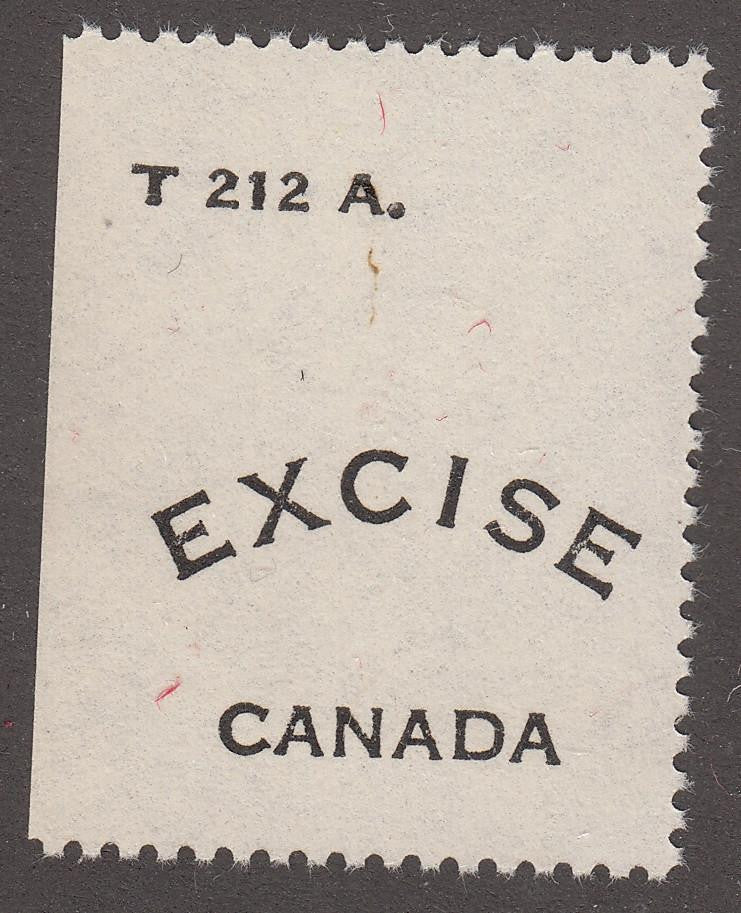 T 212 A.
EXCISE
CANADA